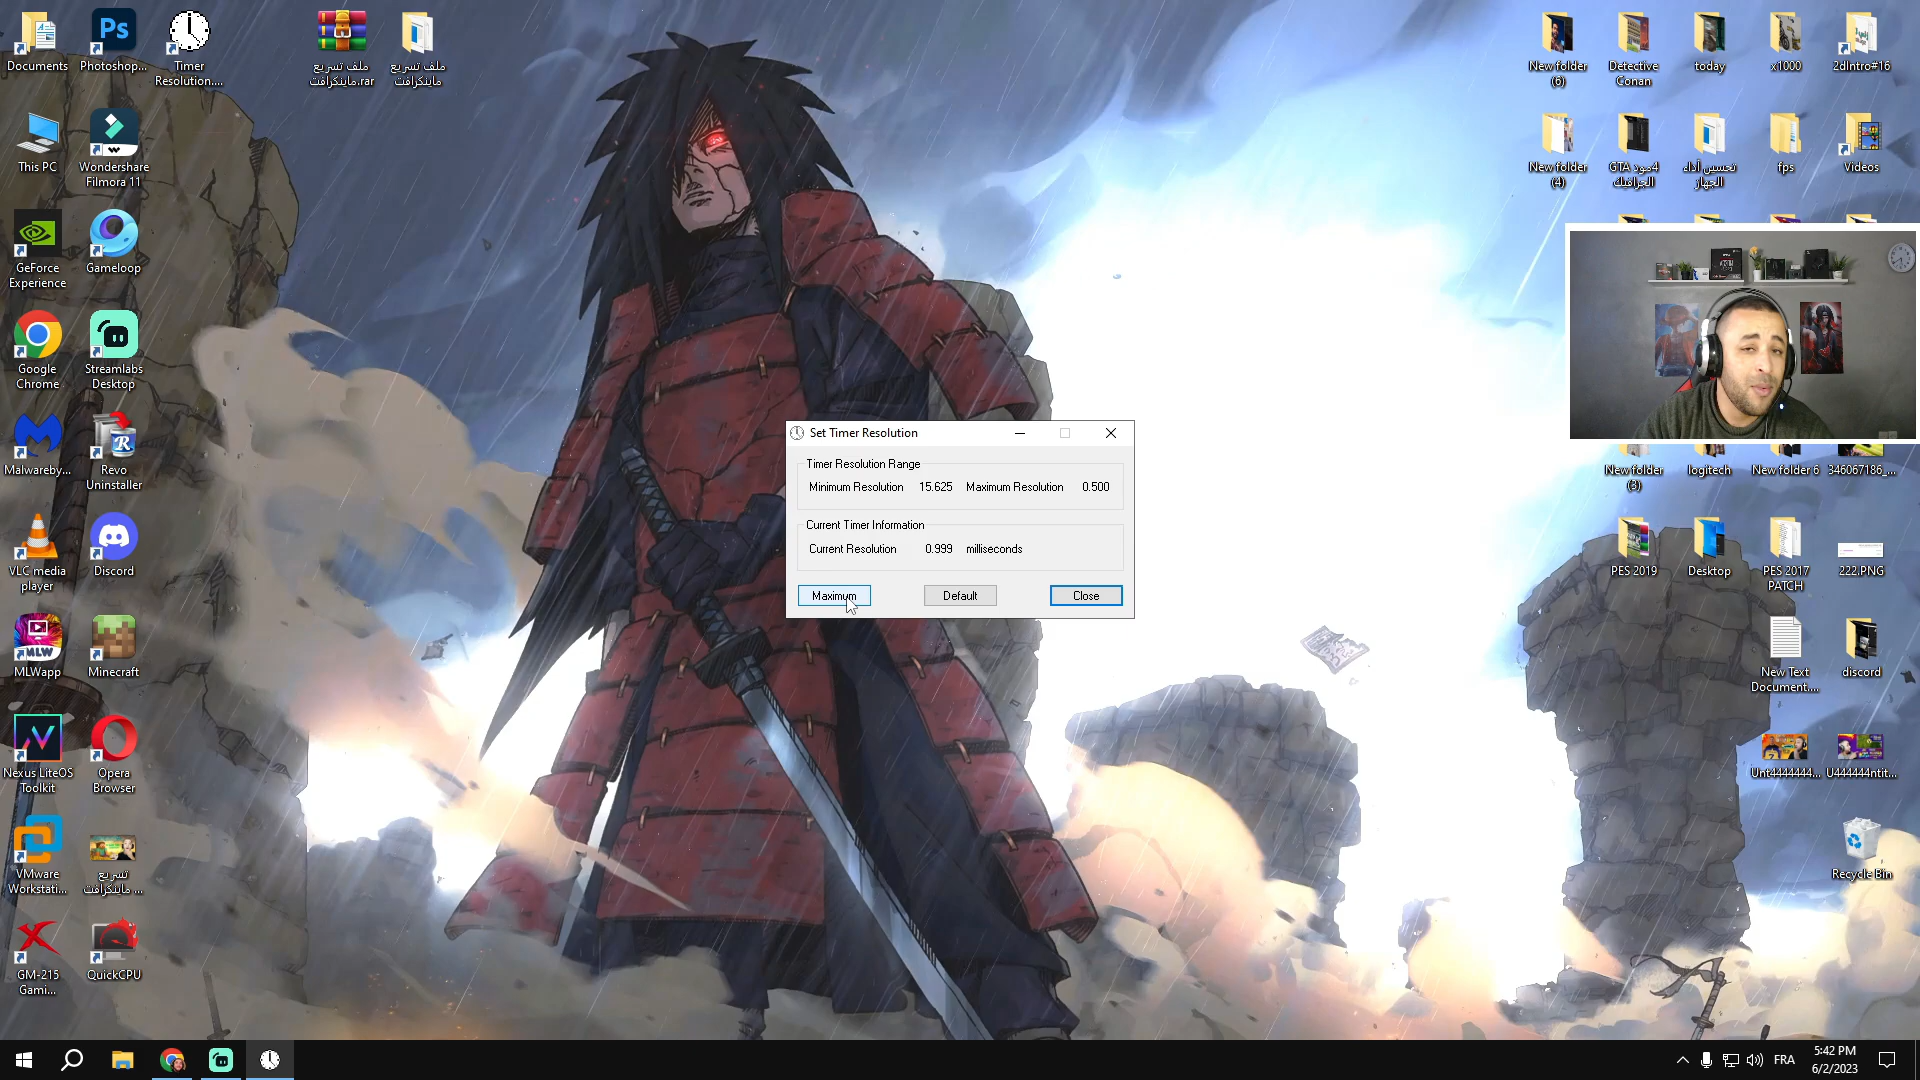 Documents
Photoshop...
Timer
Resolution....
ملف تسريع
ماينكرافت.rar
ملف تسريع
ماينكرافت
New folder
(6)
Detective
Conan
today
x1000
2dIntro#16
This PC
Wondershare
Filmora 11
New folder
(4)
GTA 4مود
الجرافيك
تحسين أداء
الجهاز
fps
Videos
GeForce
Experience
Gameloop
Google
Chrome
Streamlabs
Desktop
Malwareby...
Revo
Uninstaller
New folder
(3)
logitech
New folder 6
346067186_...
Set Timer Resolution
Timer Resolution Range
Minimum Resolution 15.625 Maximum Resolution 0.500
Current Timer Information
Current Resolution 0.999 milliseconds
Maximum
Default
Close
VLC media
player
Discord
PES 2019
Desktop
PES 2017
PATCH
222.PNG
MLWapp
Minecraft
New Text
Document....
discord
Nexus LiteOS
Toolkit
Opera
Browser
Unt4444444...
U444444ntit...
VMware
Workstati...
تسريع
ماينكرافت ...
Recycle Bin
GM-215
Gami...
QuickCPU
FRA
5:42 PM
6/2/2023